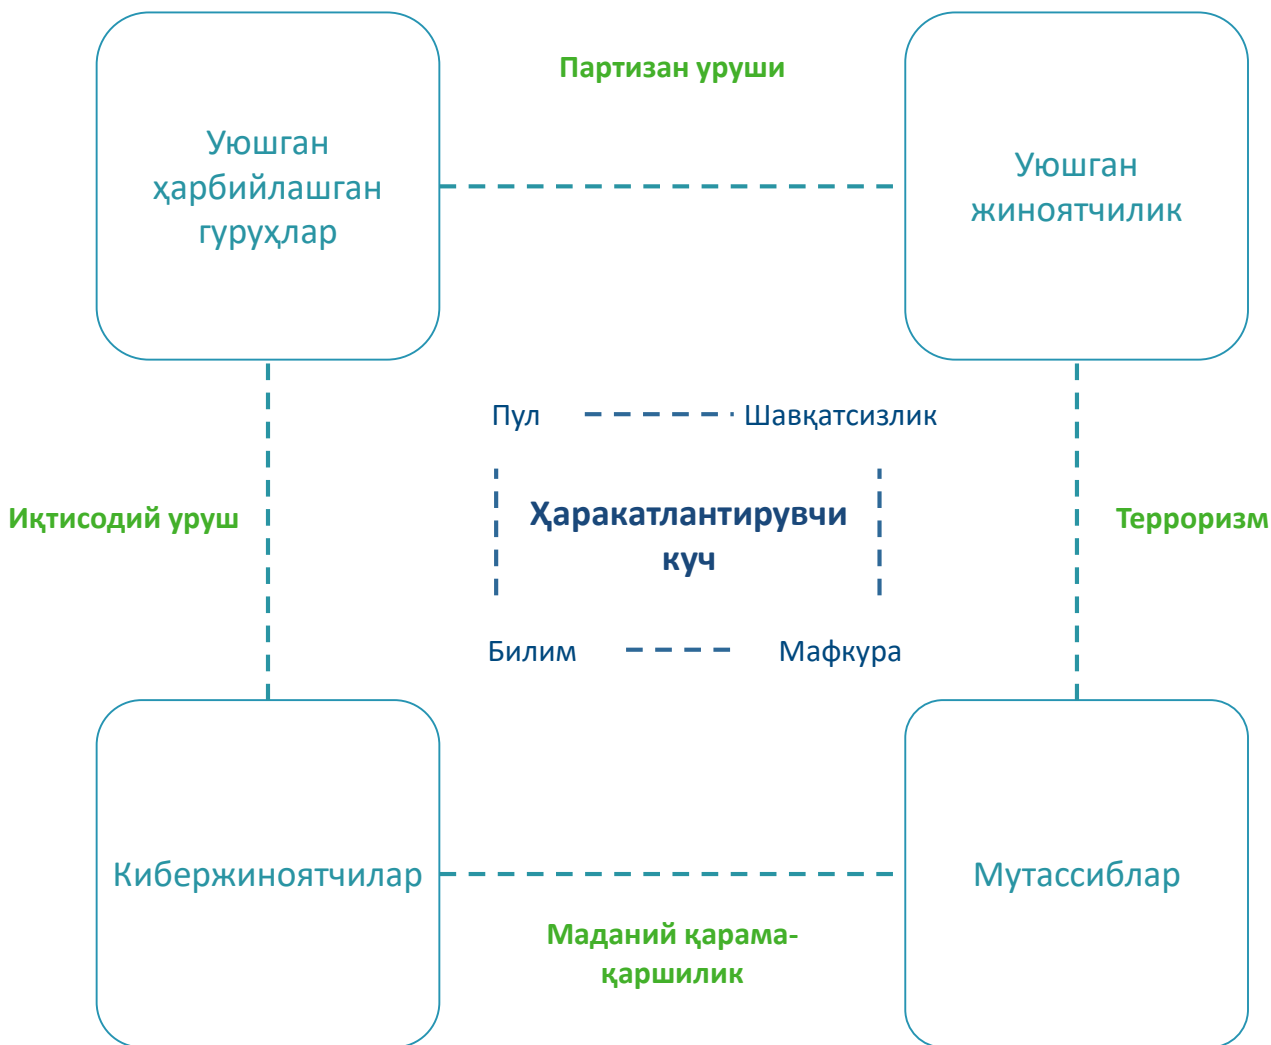 Партизан уруши
Уюшган
ҳарбийлашган
гуруҳлар
Уюшган
жиноятчилик
Пул
Шавқатсизлик
Иқтисодий уруш
Ҳаракатлантирувчи
куч
Терроризм
Билим
Мафкура
Кибержиноятчилар
Мутассиблар
Маданий қарама-
қаршилик